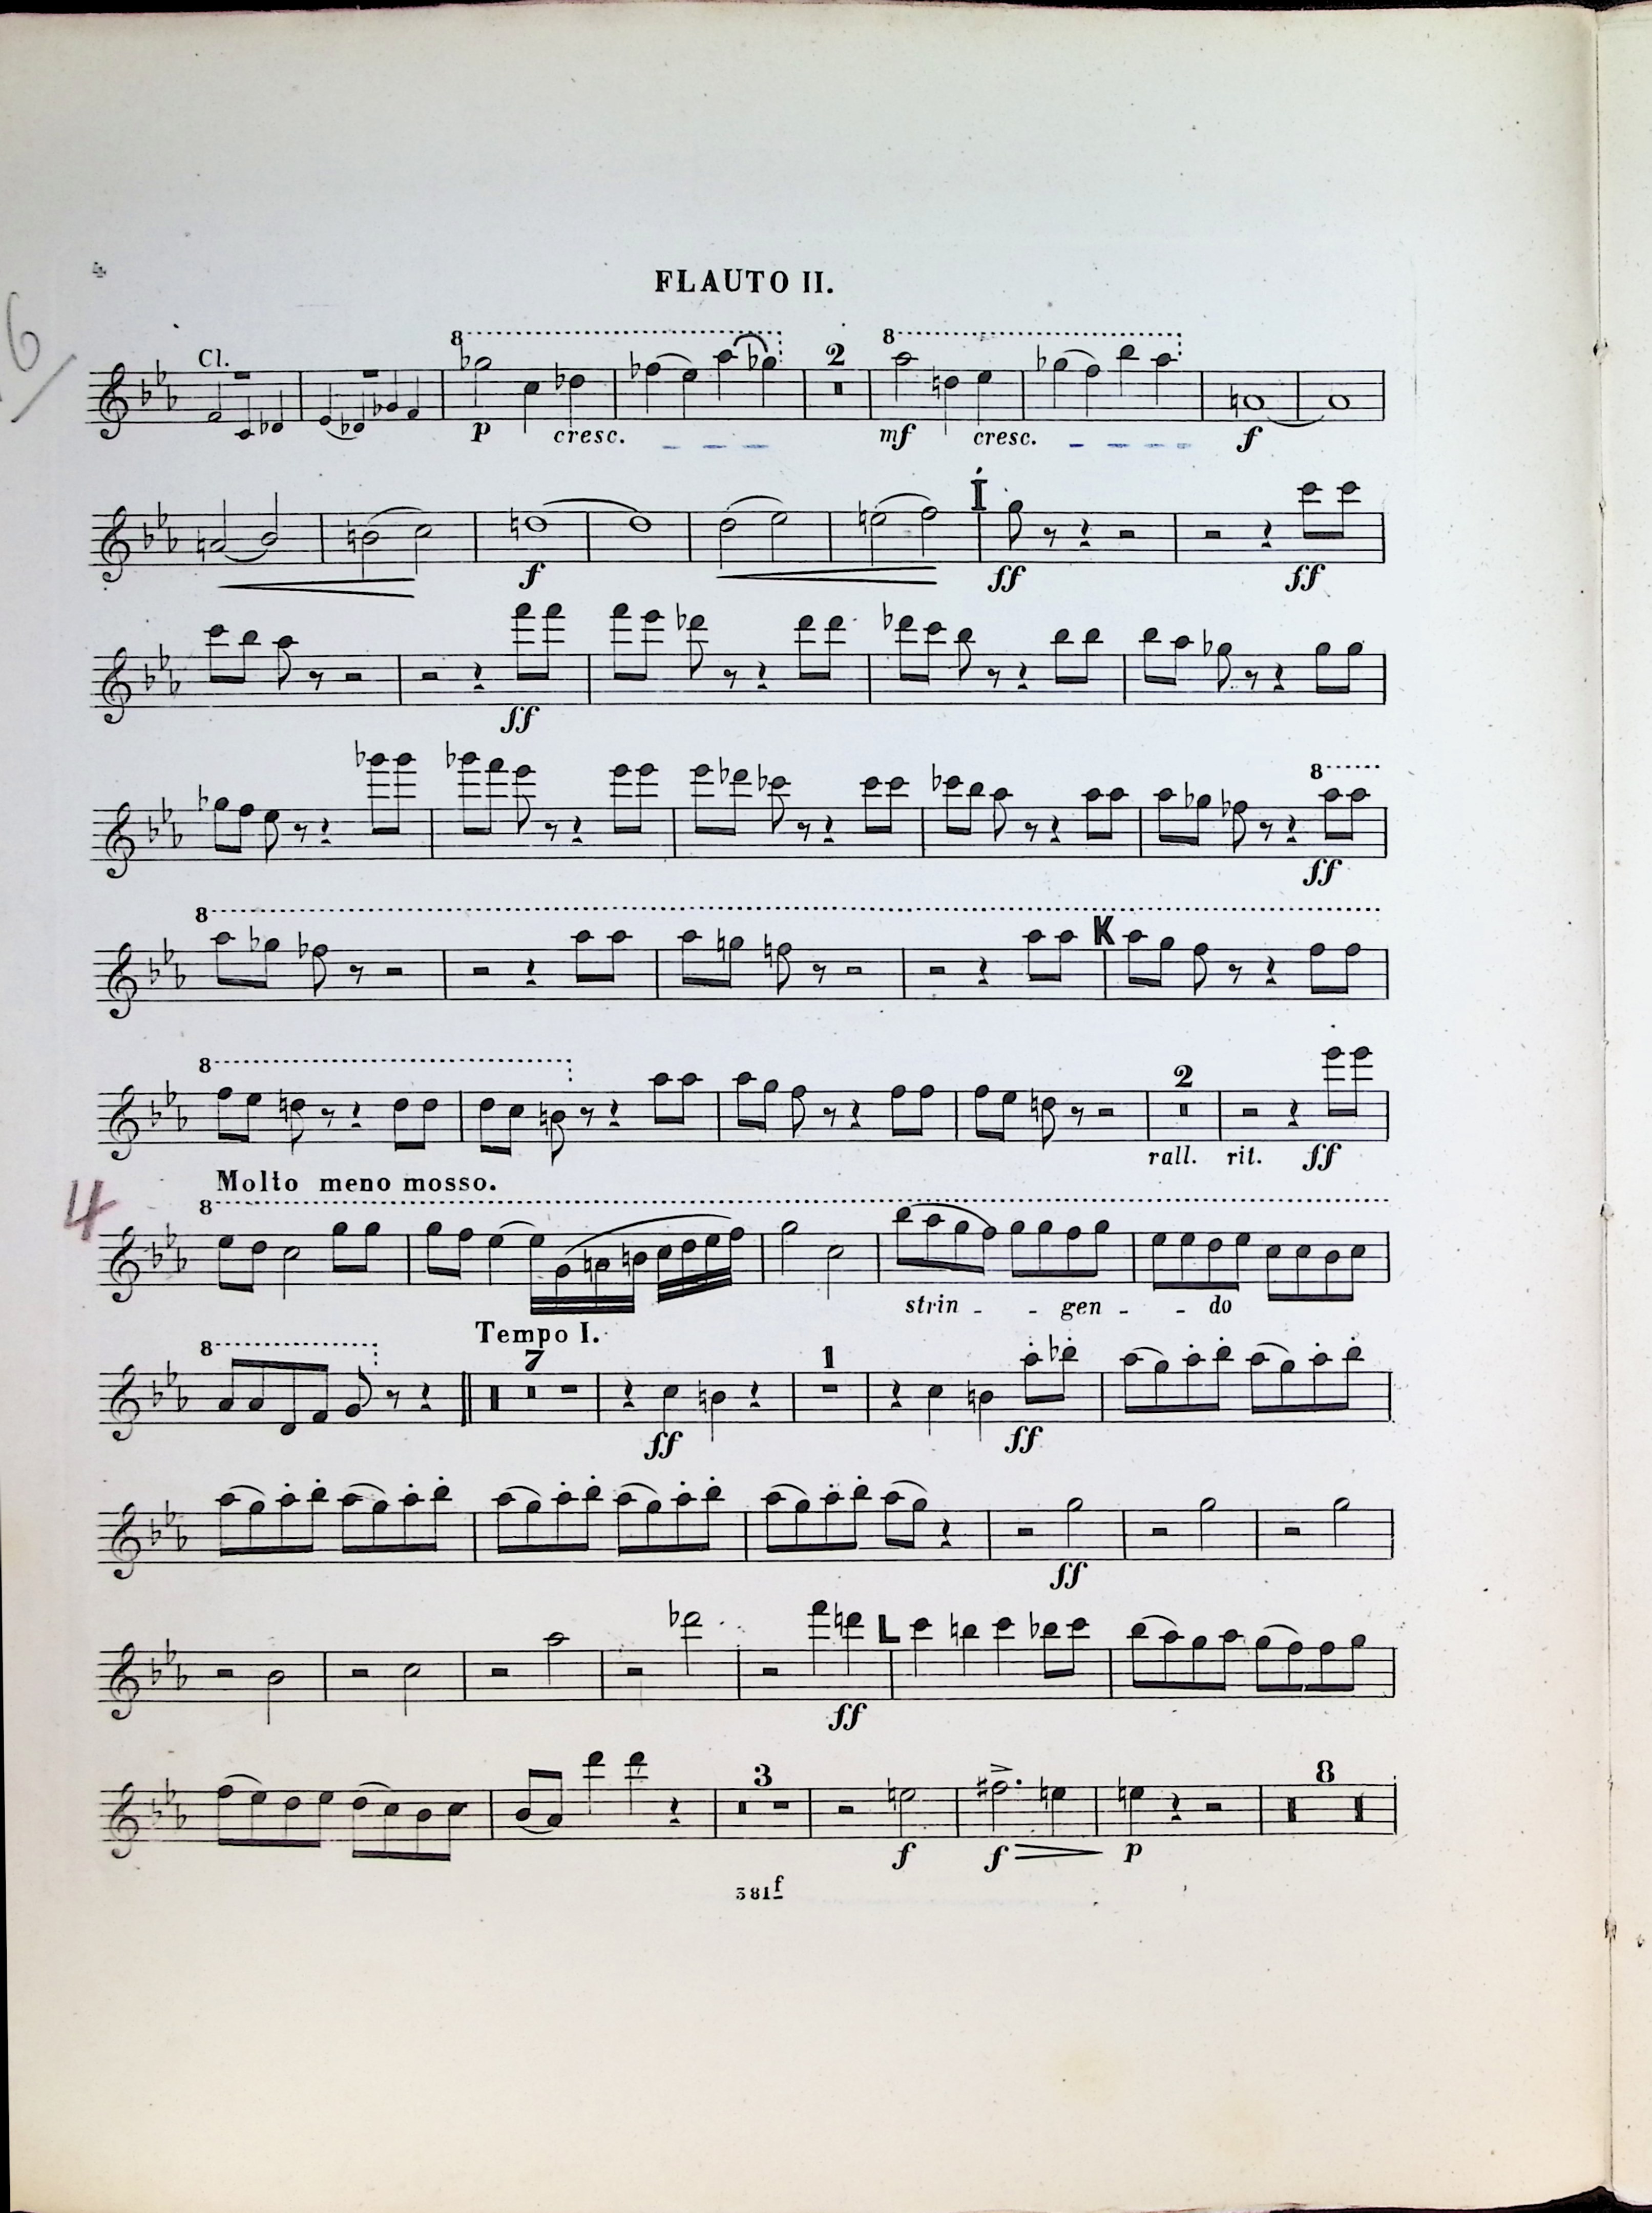 4
FLAUTO II.
6/
Cl. 8 2 8
p cresc. mf cresc. f
I
f ff ff
ff
8
ff
8 K
8 2
rall. rit. ff
Molto meno mosso.
4 8
strin - - gen - - do
Tempo I.
8 7 1
ff ff
ff
L
ff
3 8
f f p
381f